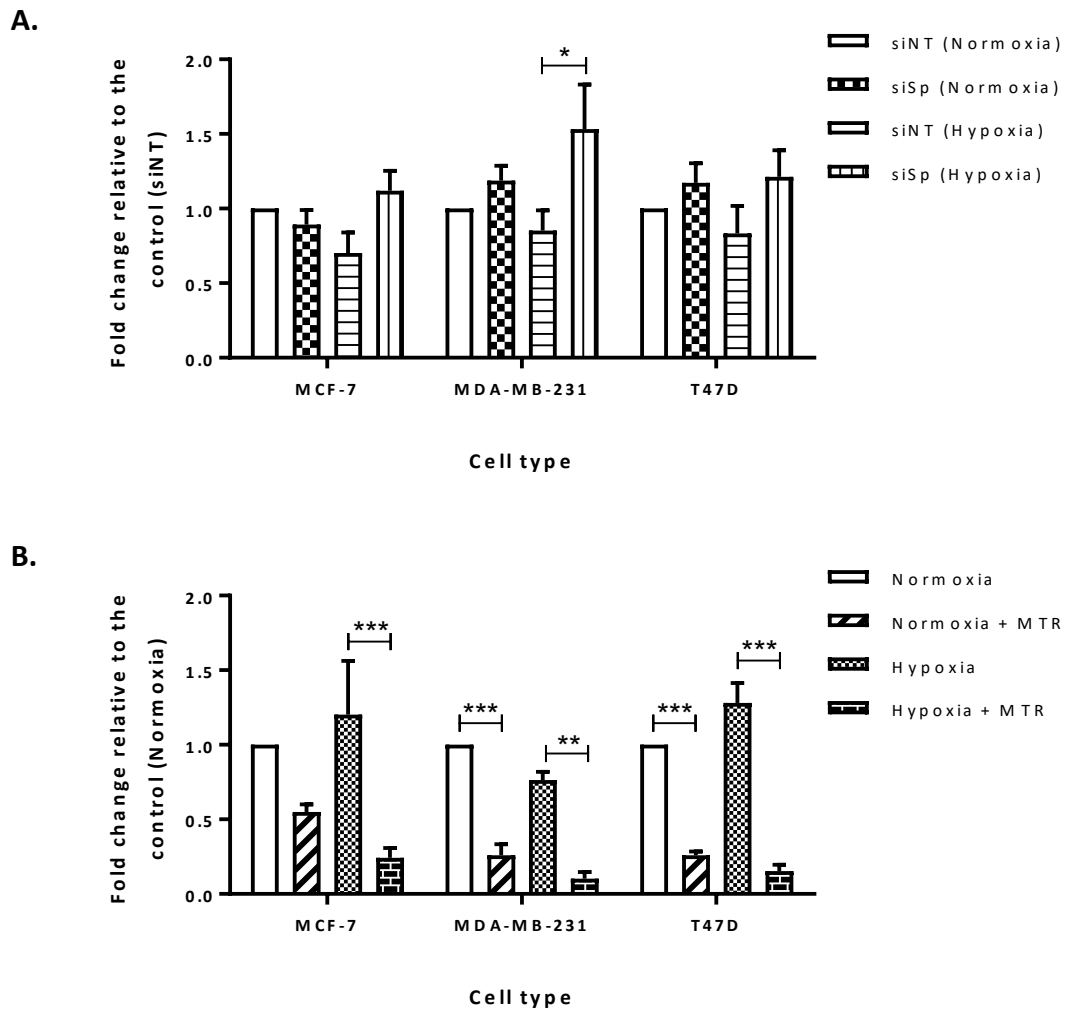 A.
Fold change relative to the
control (siNT)
2.0
1.5
1.0
0.5
0.0
*
MCF-7
MDA-MB-231
T47D
Cell type
siNT (Normoxia)
siSp (Normoxia)
siNT (Hypoxia)
siSp (Hypoxia)
B.
Fold change relative to the
control (Normoxia)
2.0
1.5
1.0
0.5
0.0
***
***
**
***
***
MCF-7
MDA-MB-231
T47D
Cell type
Normoxia
Normoxia + MTR
Hypoxia
Hypoxia + MTR